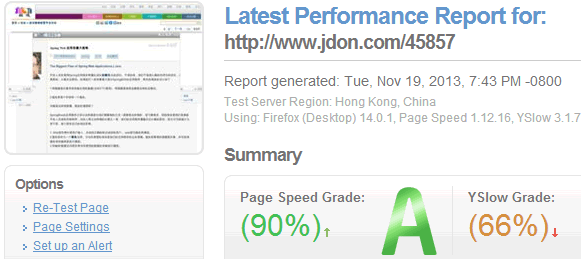 Latest Performance Report for:
http://www.jdon.com/45857
Report generated: Tue, Nov 19, 2013, 7:43 PM -0800
Test Server Region: Hong Kong, China
Using: Firefox (Desktop) 14.0.1, Page Speed 1.12.16, YSlow 3.1.7
Summary
Page Speed Grade:
(90%)↑
A
YSlow Grade:
(66%)↓
Options
Re-Test Page
Page Settings
Set up an Alert